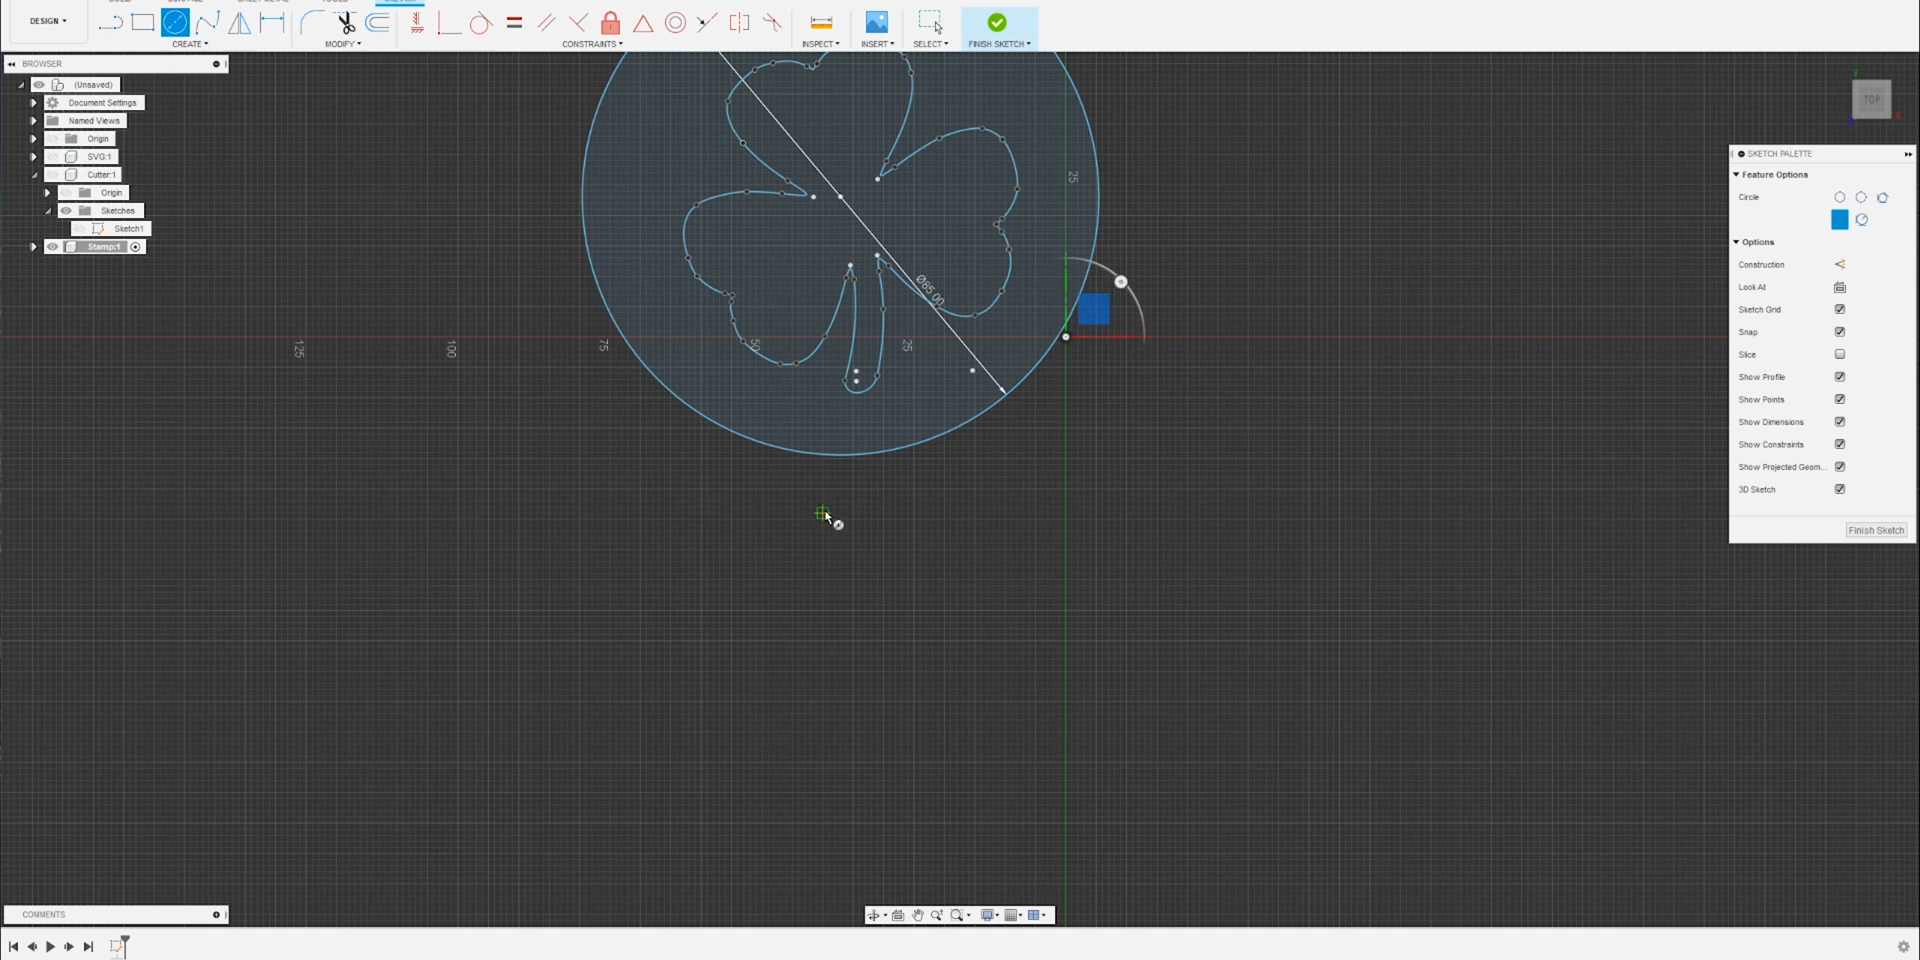 DESIGN
CREATE
MODIFY
CONSTRAINTS
INSPECT
INSERT
SELECT
FINISH SKETCH
BROWSER
(Unsaved)
Document Settings
Named Views
Origin
SVG:1
Cutter:1
Origin
Sketches
Sketch1
Stamp:1
125
100
75
50
25
25
Ø85.00
Y
TOP
X
SKETCH PALETTE
Feature Options
Circle
Options
Construction
Look At
Sketch Grid
Snap
Slice
Show Profile
Show Points
Show Dimensions
Show Constraints
Show Projected Geom...
3D Sketch
Finish Sketch
COMMENTS